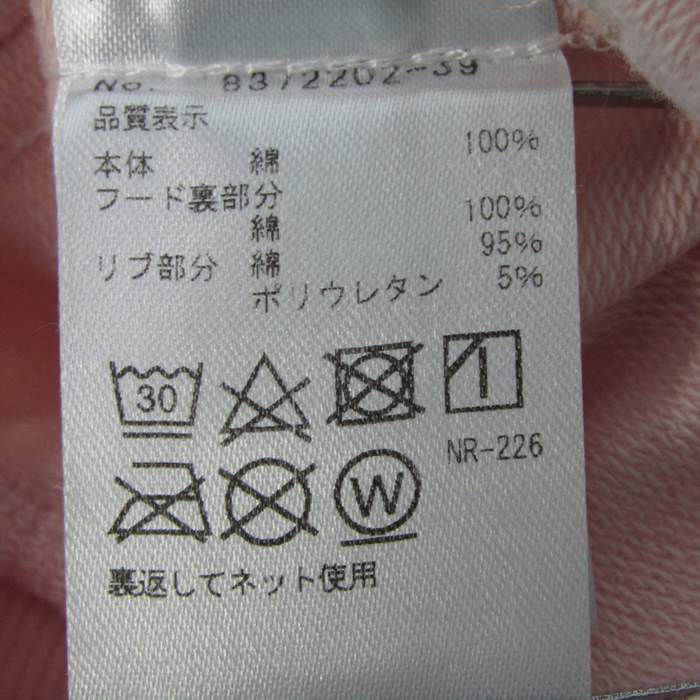 No. 8372202-39
品質表示
本体 綿 100%
フード裏部分
綿 100%
リブ部分 綿 95%
ポリウレタン 5%
30
NR-226
W
裏返してネット使用